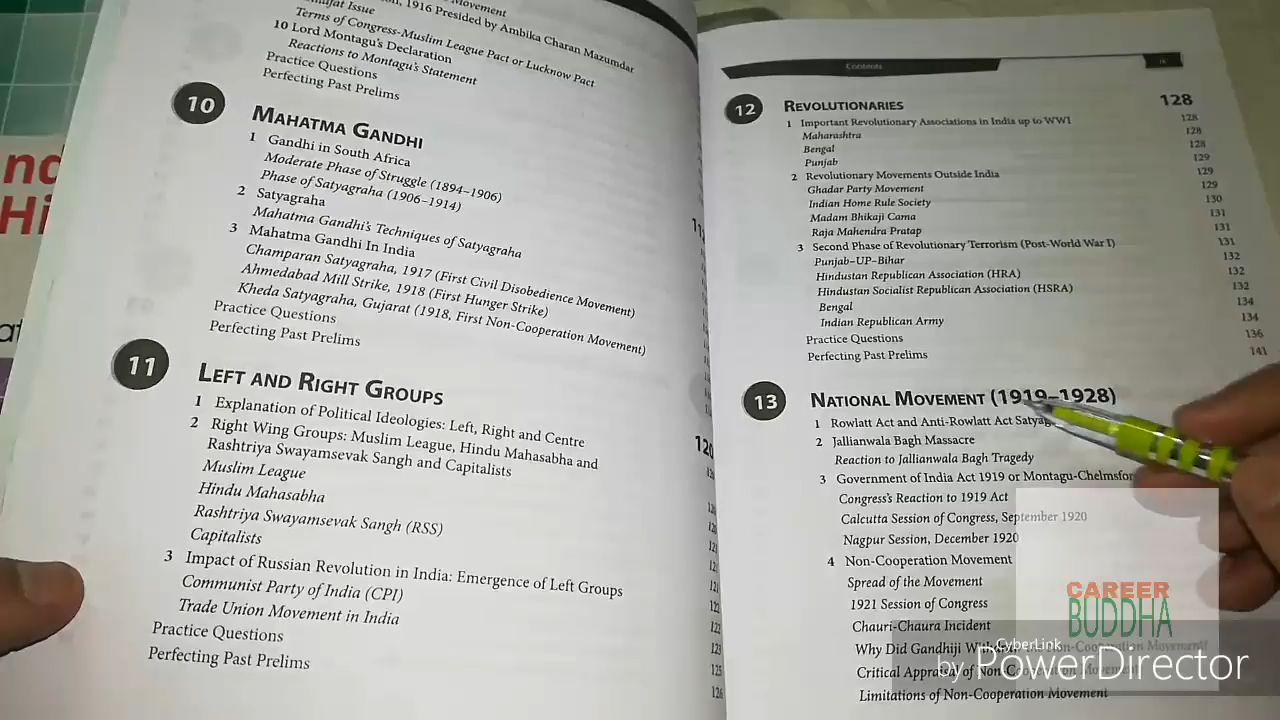 Movement
1916 Presided by Ambika Charan Mazumdar
Issue
Terms of Congress-Muslim League Pact or Lucknow Pact
10 Lord Montagu's Declaration
Reactions to Montagu's Statement
Practice Questions
Perfecting Past Prelims
10 MAHATMA GANDHI
1 Gandhi in South Africa
Moderate Phase of Struggle (1894–1906)
Phase of Satyagraha (1906–1914)
2 Satyagraha
Mahatma Gandhi's Techniques of Satyagraha
3 Mahatma Gandhi In India
Champaran Satyagraha, 1917 (First Civil Disobedience Movement)
Ahmedabad Mill Strike, 1918 (First Hunger Strike)
Kheda Satyagraha, Gujarat (1918, First Non-Cooperation Movement)
Practice Questions
Perfecting Past Prelims
11 LEFT AND RIGHT GROUPS 120
1 Explanation of Political Ideologies: Left, Right and Centre
2 Right Wing Groups: Muslim League, Hindu Mahasabha and
Rashtriya Swayamsevak Sangh and Capitalists
Muslim League
Hindu Mahasabha
Rashtriya Swayamsevak Sangh (RSS)
Capitalists
3 Impact of Russian Revolution in India: Emergence of Left Groups
Communist Party of India (CPI)
Trade Union Movement in India 123
Practice Questions 125
Perfecting Past Prelims 126
Contents
12 REVOLUTIONARIES 128
1 Important Revolutionary Associations in India up to WW1 128
Maharashtra 128
Bengal 128
Punjab 129
2 Revolutionary Movements Outside India 129
Ghadar Party Movement 129
Indian Home Rule Society 130
Madam Bhikaji Cama 131
Raja Mahendra Pratap 131
3 Second Phase of Revolutionary Terrorism (Post-World War I) 131
Punjab–UP–Bihar 132
Hindustan Republican Association (HRA) 132
Hindustan Socialist Republican Association (HSRA) 132
Bengal 134
Indian Republican Army 134
Practice Questions 136
Perfecting Past Prelims 141
13 NATIONAL MOVEMENT (1919–1928)
1 Rowlatt Act and Anti-Rowlatt Act
2 Jallianwala Bagh Massacre
Reaction to Jallianwala Bagh Tragedy
3 Government of India Act 1919 or
Congress's Reaction to 1919 Act
Calcutta Session of Congress, September 1920
Nagpur Session, December 1920
4 Non-Cooperation Movement
Spread of the Movement
1921 Session of Congress
Chauri-Chaura Incident
Why Did Gandhiji Non-Cooperation Movement?
Critical Appraisal of Non-Cooperation Movement
Limitations of Non-Cooperation Movement
CAREER
BUDDHA
CyberLink
by PowerDirector